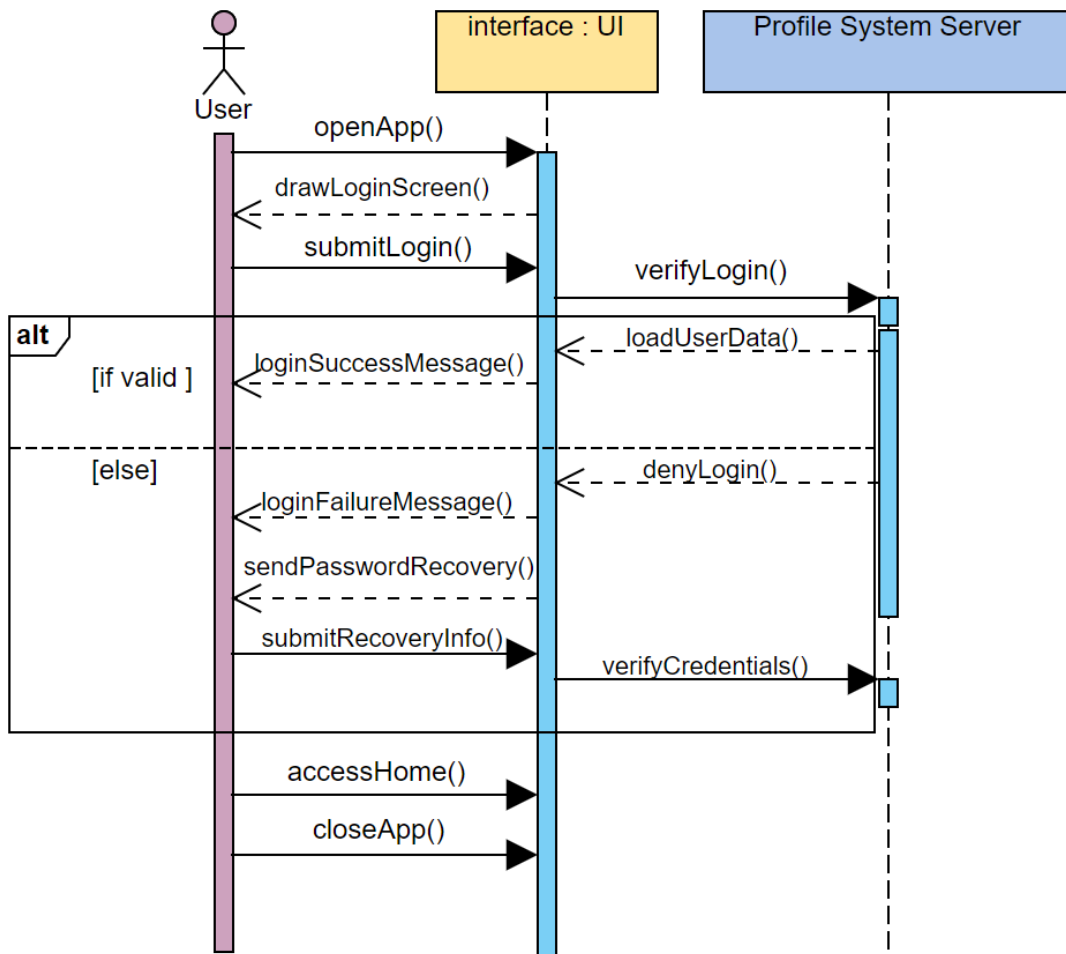 interface : UI
Profile System Server
User
openApp()
drawLoginScreen()
submitLogin()
verifyLogin()
alt
loadUserData()
loginSuccessMessage()
[if valid ]
[else]
denyLogin()
loginFailureMessage()
sendPasswordRecovery()
submitRecoveryInfo()
verifyCredentials()
accessHome()
closeApp()